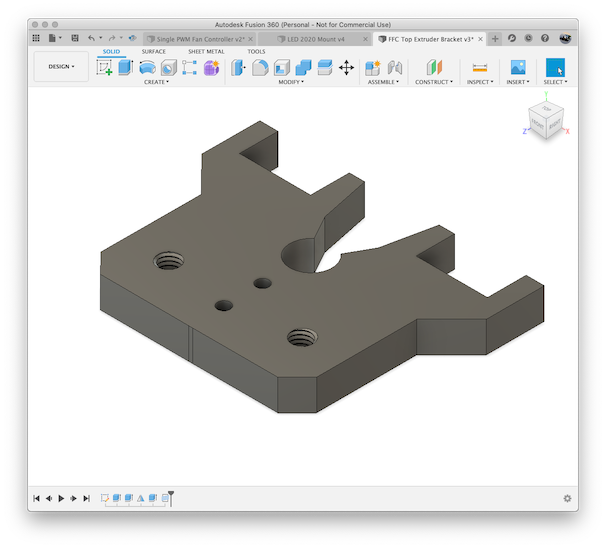 Autodesk Fusion 360 (Personal - Not for Commercial Use)
Single PWM Fan Controller v2*
LED 2020 Mount v4
FFC Top Extruder Bracket v3*
SOLID
SURFACE
SHEET METAL
TOOLS
DESIGN
CREATE
MODIFY
ASSEMBLE
CONSTRUCT
INSPECT
INSERT
SELECT
Y
TOP
FRONT
RIGHT
Z
X